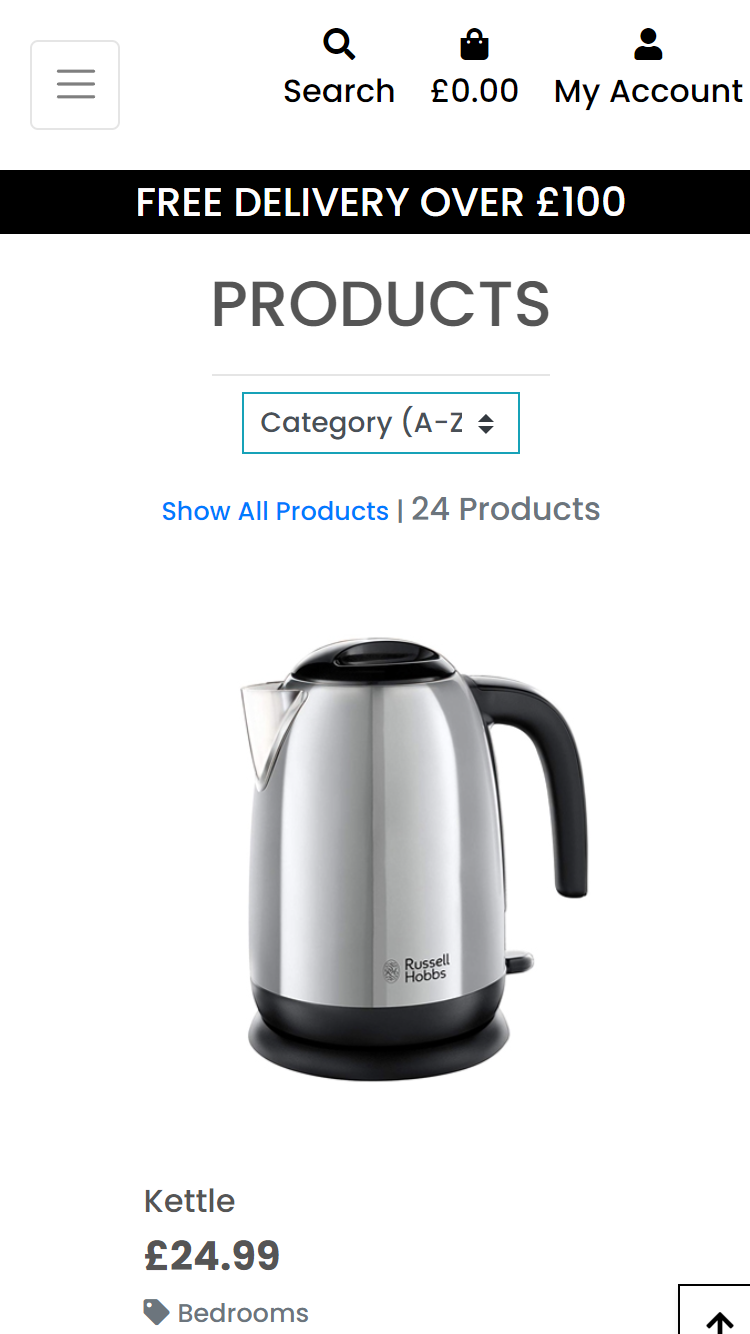 Search £0.00 My Account
FREE DELIVERY OVER £100
PRODUCTS
Category (A-Z
Show All Products | 24 Products
Russell
Hobbs
Kettle
£24.99
Bedrooms